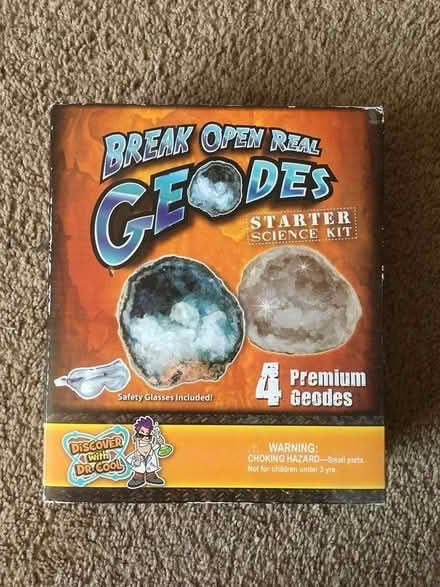 BREAK OPEN REAL
GEODES
STARTER
SCIENCE KIT
Safety Glasses Included!
4 Premium
Geodes
DISCOVER
WITH
DR. COOL
⚠ WARNING:
CHOKING HAZARD—Small parts.
Not for children under 3 yrs.